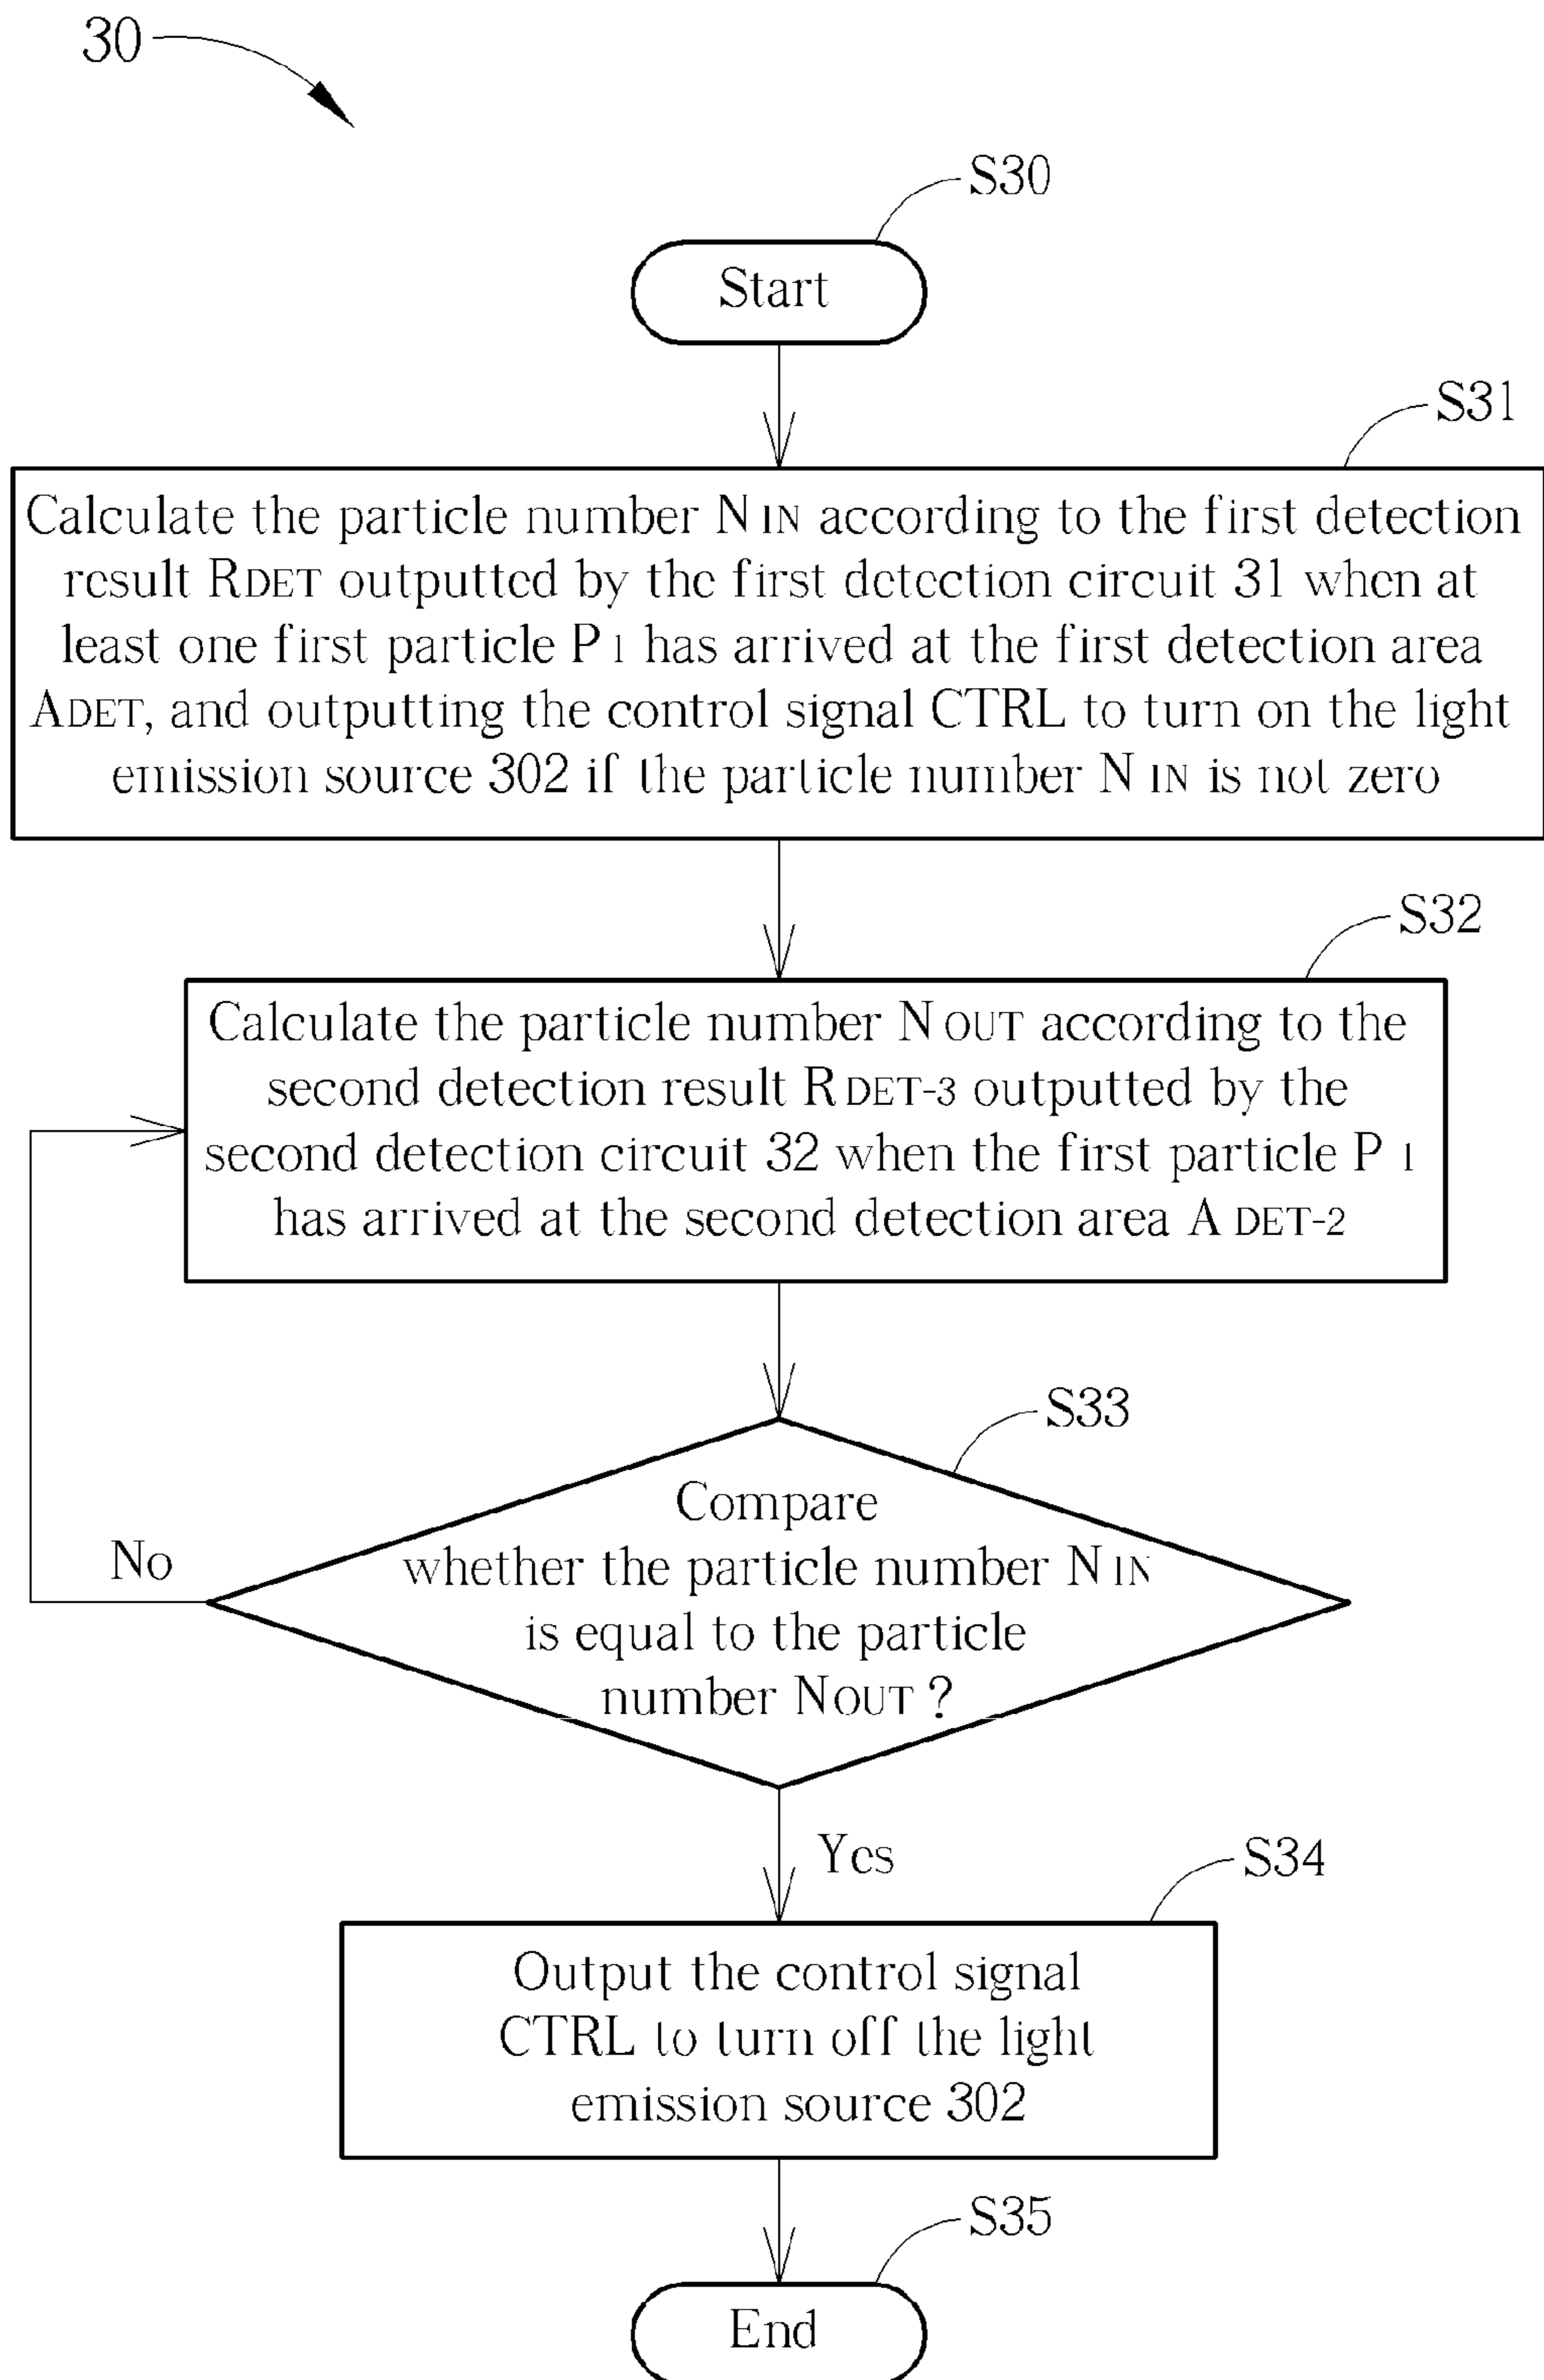 30
S30
Start
S31
Calculate the particle number N IN according to the first detection
result RDET outputted by the first detection circuit 31 when at
least one first particle P 1 has arrived at the first detection area
ADET, and outputting the control signal CTRL to turn on the light
emission source 302 if the particle number N IN is not zero
S32
Calculate the particle number N OUT according to the
second detection result R DET-3 outputted by the
second detection circuit 32 when the first particle P 1
has arrived at the second detection area A DET-2
S33
Compare
whether the particle number N IN
is equal to the particle
number NOUT ?
No
Yes
S34
Output the control signal
CTRL to turn off the light
emission source 302
S35
End